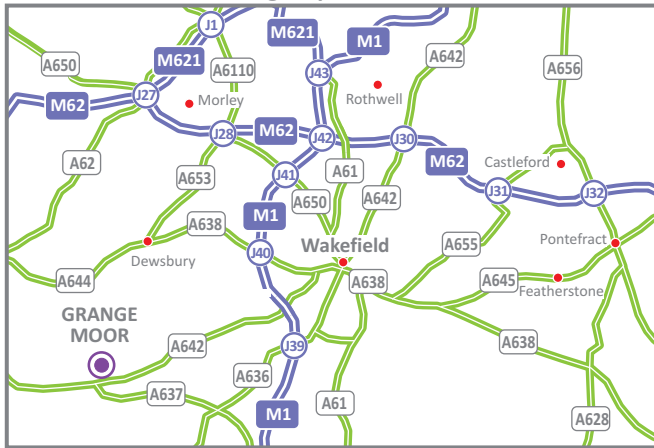 J1
M621
M1
A650
M621
A6110
J43
A642
A656
J27
M62
Morley
Rothwell
J28
M62
J42
J30
M62
Castleford
A62
A653
J41
A650
A61
A642
J31
J32
M1
A638
Wakefield
A655
Pontefract
Dewsbury
J40
A644
A638
A645
Featherstone
GRANGE
MOOR
A642
J39
A638
A637
A636
M1
A61
A628